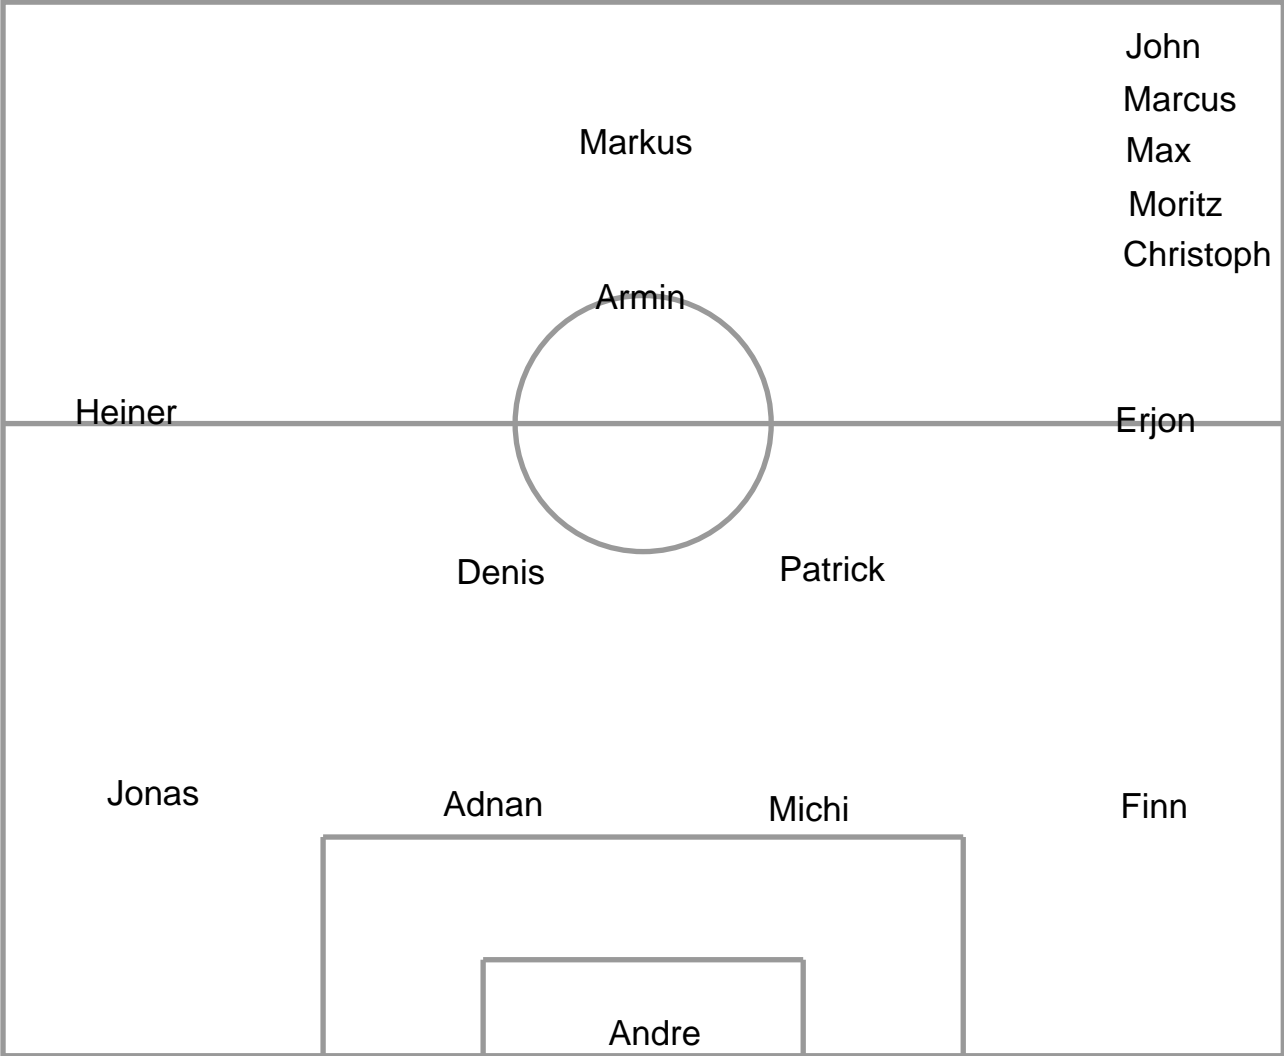 John
Marcus
Markus
Max
Moritz
Christoph
Armin
Heiner
Erjon
Denis
Patrick
Jonas
Adnan
Michi
Finn
Andre